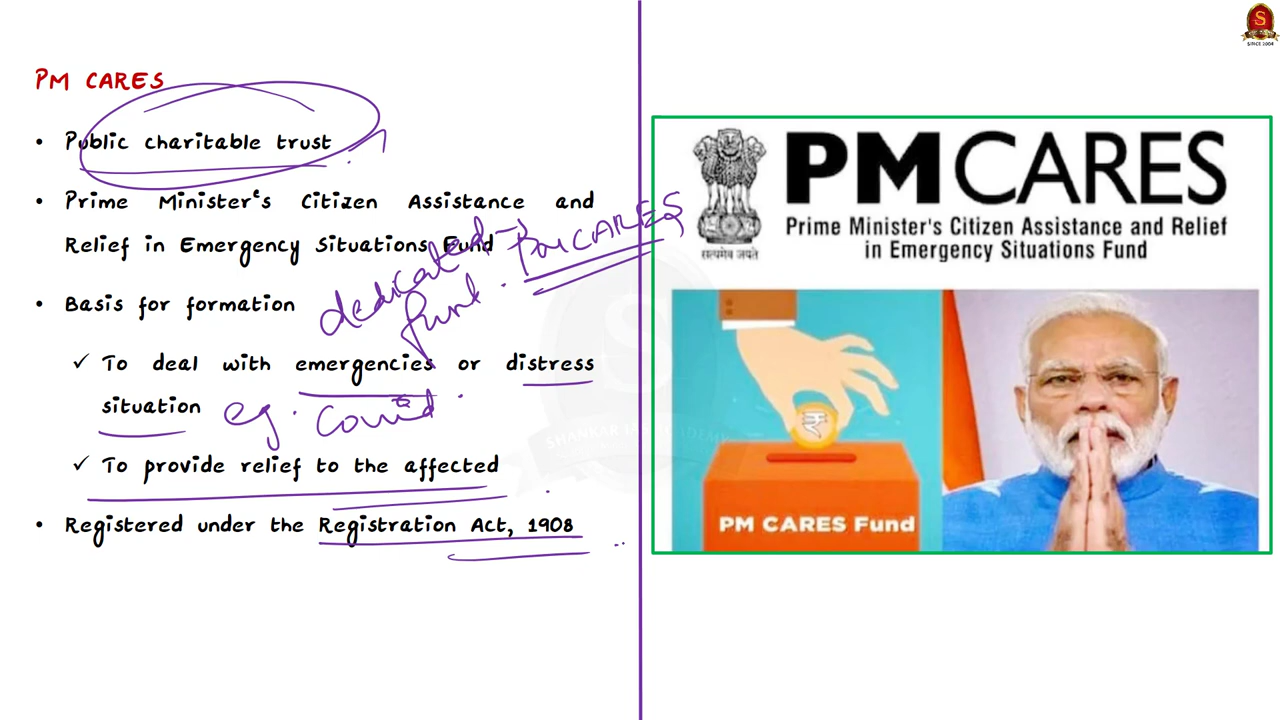 PM CARES
• Public charitable trust
• Prime Minister's Citizen Assistance and
Relief in Emergency Situations Fund
dedicated → PM CARES
fund.
• Basis for formation
✓ To deal with emergencies or distress
situation eg. Covid.
✓ To provide relief to the affected
• Registered under the Registration Act, 1908
SINCE 2004
PM CARES
Prime Minister's Citizen Assistance and Relief
in Emergency Situations Fund
सत्यमेव जयते
₹
PM CARES Fund